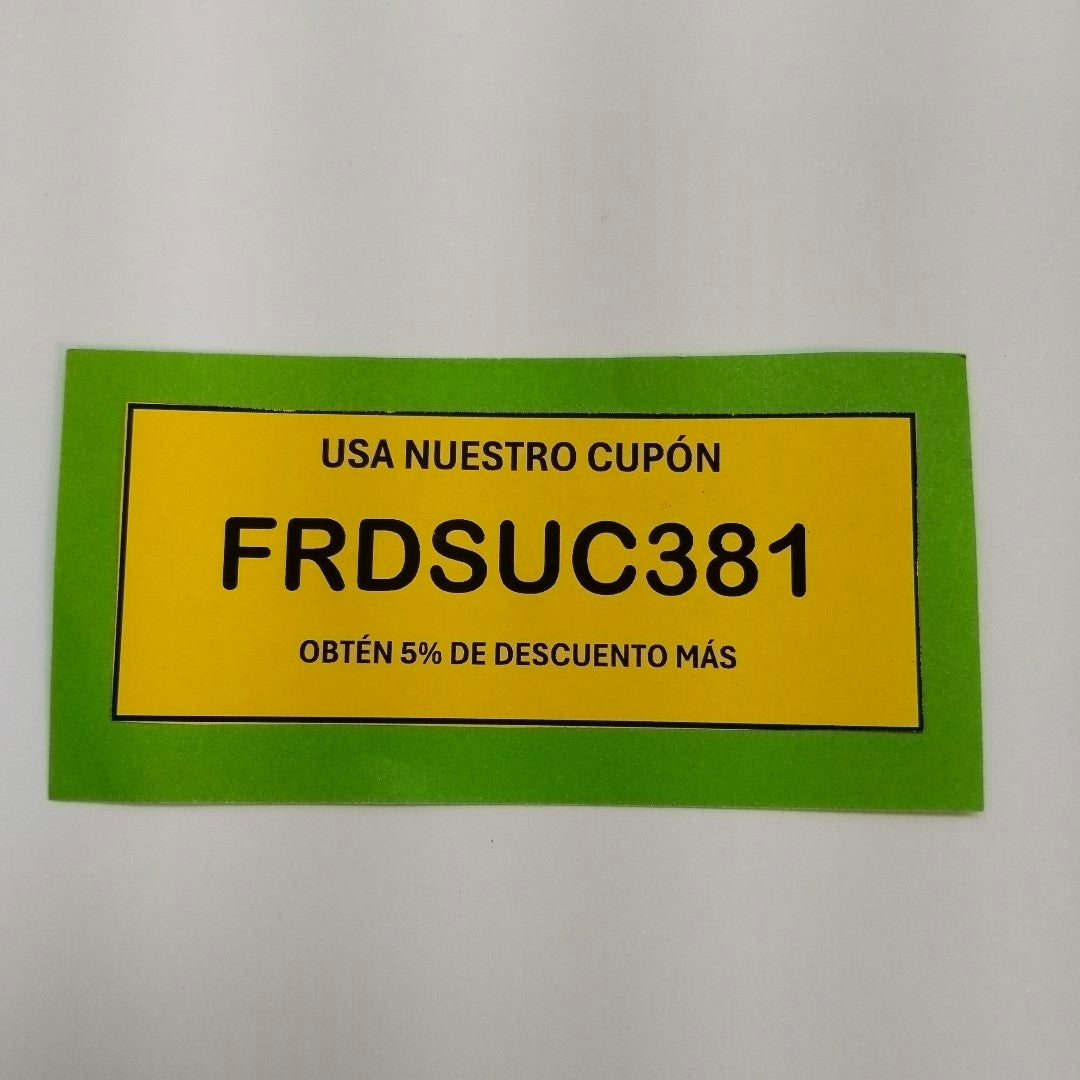 USA NUESTRO CUPÓN
FRDSUC381
OBTÉN 5% DE DESCUENTO MÁS